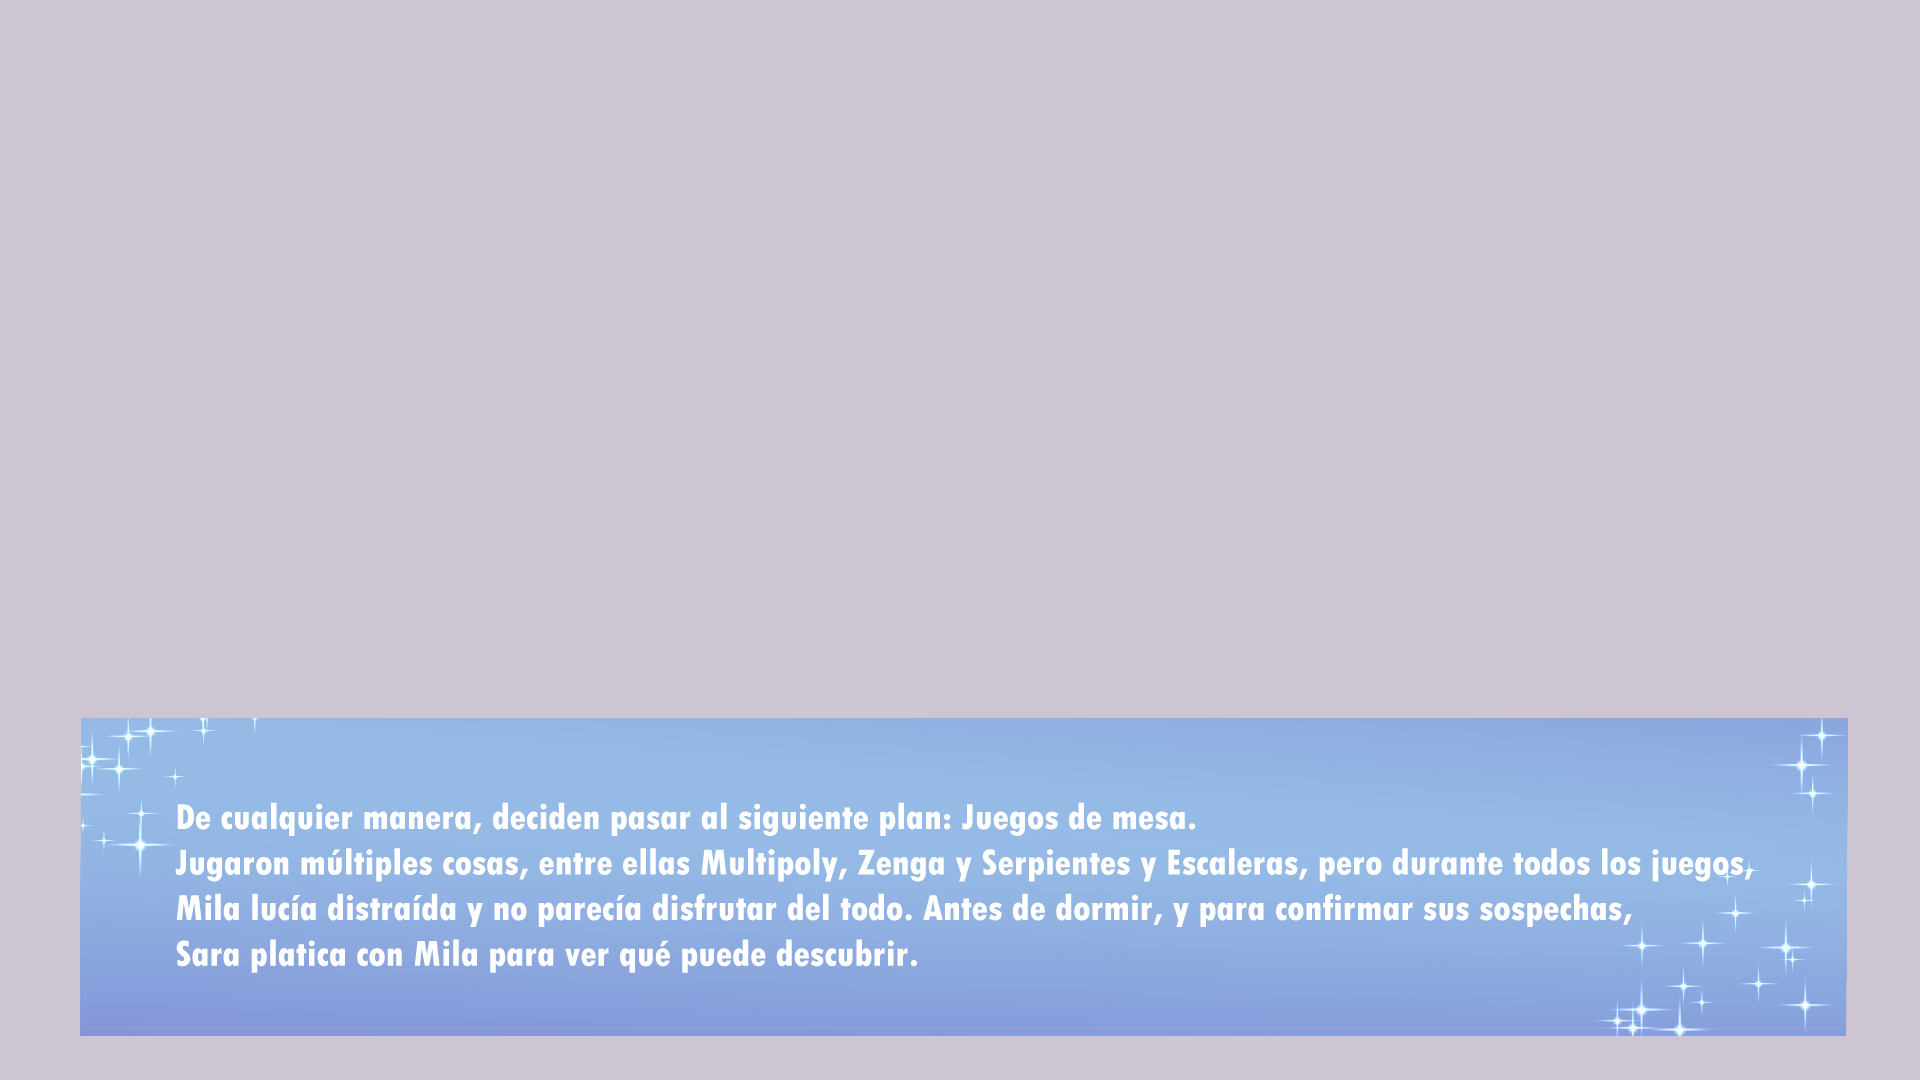 De cualquier manera, deciden pasar al siguiente plan: Juegos de mesa.
Jugaron múltiples cosas, entre ellas Multipoly, Zenga y Serpientes y Escaleras, pero durante todos los juegos,
Mila lucía distraída y no parecía disfrutar del todo. Antes de dormir, y para confirmar sus sospechas,
Sara platica con Mila para ver qué puede descubrir.